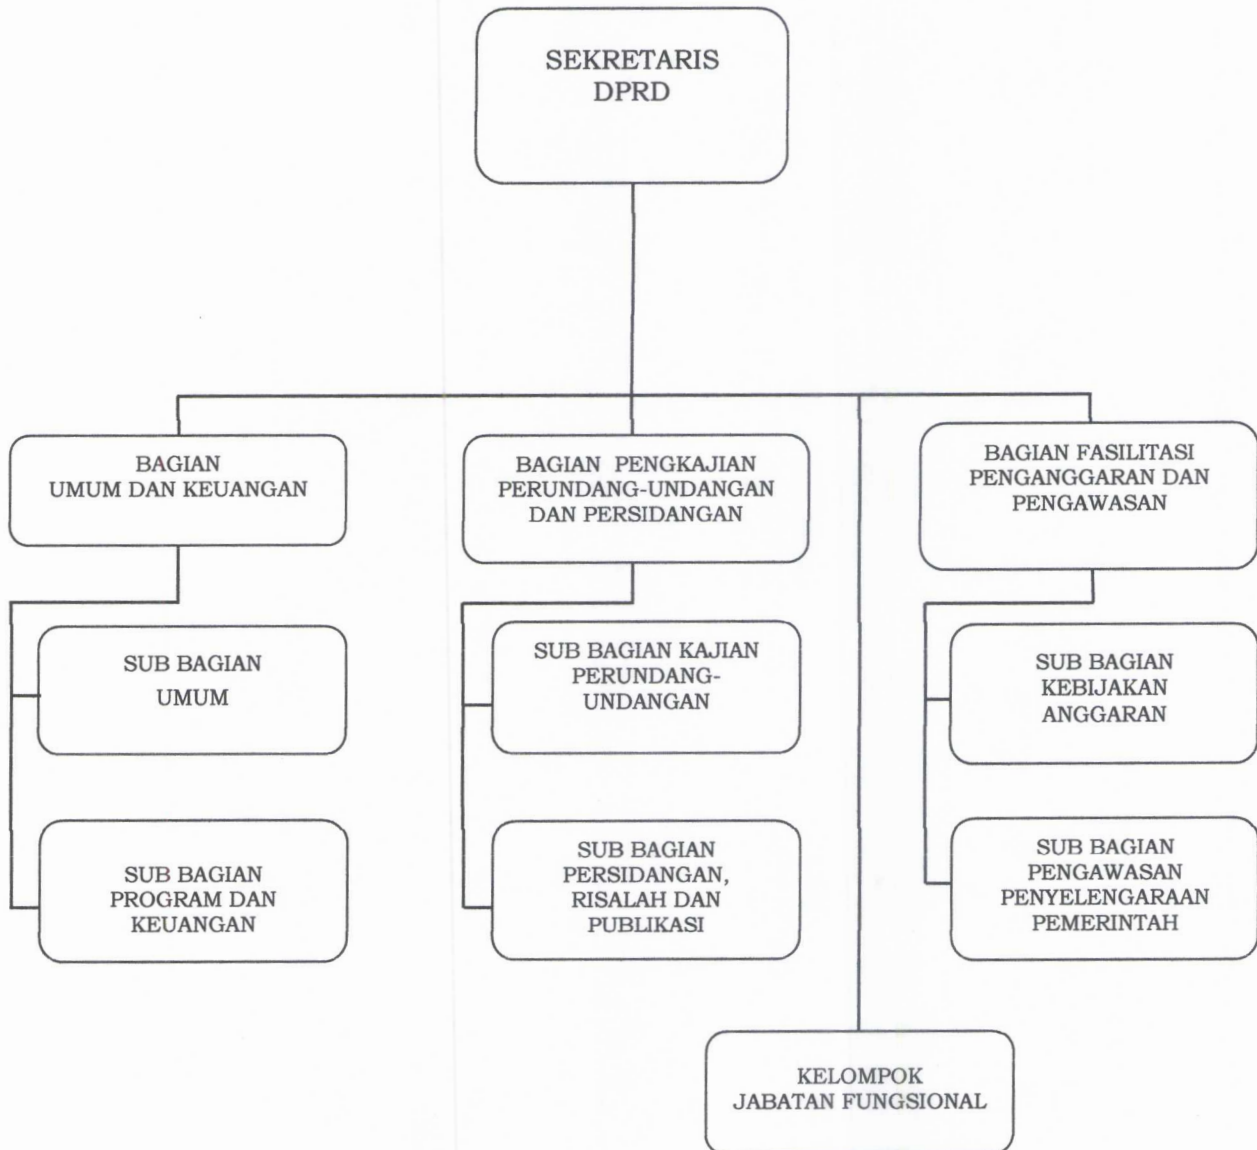 SEKRETARIS
DPRD
BAGIAN
UMUM DAN KEUANGAN
BAGIAN PENGKAJIAN
PERUNDANG-UNDANGAN
DAN PERSIDANGAN
BAGIAN FASILITASI
PENGANGGARAN DAN
PENGAWASAN
SUB BAGIAN
UMUM
SUB BAGIAN KAJIAN
PERUNDANG-
UNDANGAN
SUB BAGIAN
KEBIJAKAN
ANGGARAN
SUB BAGIAN
PROGRAM DAN
KEUANGAN
SUB BAGIAN
PERSIDANGAN,
RISALAH DAN
PUBLIKASI
SUB BAGIAN
PENGAWASAN
PENYELENGARAAN
PEMERINTAH
KELOMPOK
JABATAN FUNGSIONAL